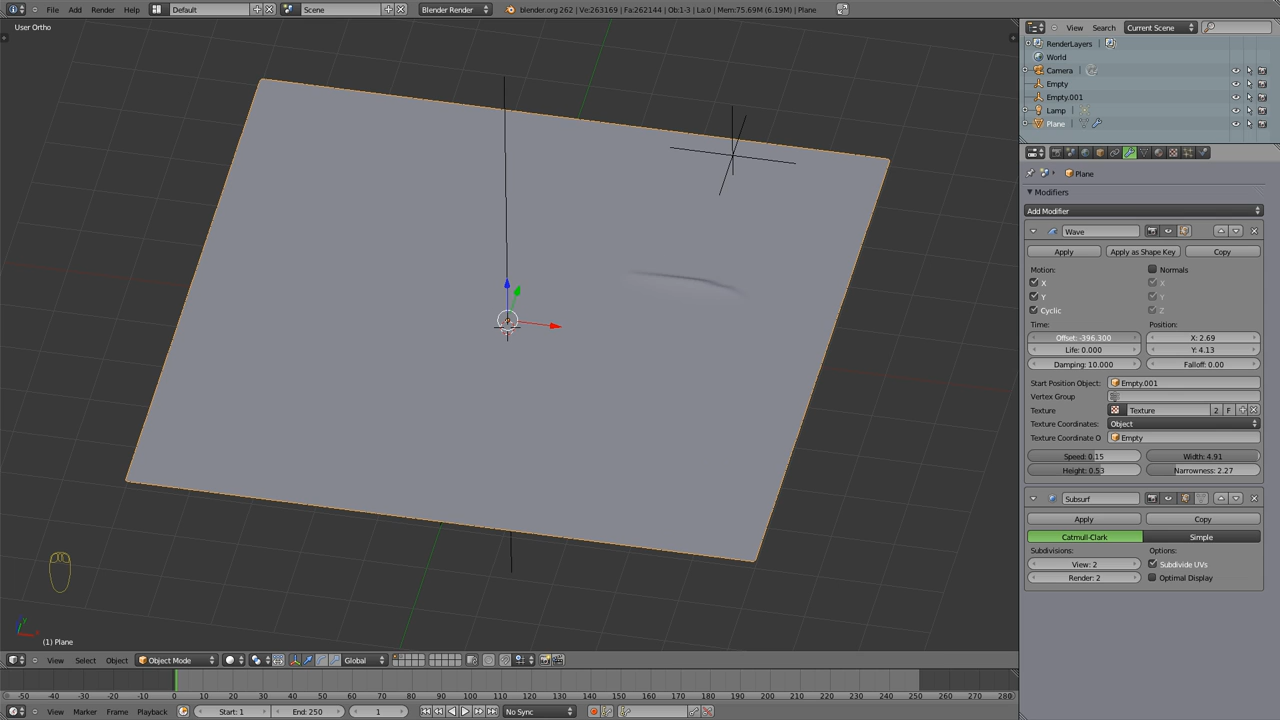 File Add Render Window Help Default Scene Blender Render blender.org 262 | Ve:263169 | Fa:262144 | Ob:1-3 | La:0 | Mem:75.69M (6.19M) | Plane
User Ortho
View Search Current Scene
RenderLayers
World
Camera
Empty
Empty.001
Lamp
Plane
Plane
Modifiers
Add Modifier
Wave
Apply Apply as Shape Key Copy
Motion: Normals
X X
Y Y
Cyclic Z
Time: Position:
Offset: -396.300 X: 2.69
Life: 0.000 Y: 4.13
Damping: 10.000 Falloff: 0.00
Start Position Object: Empty.001
Vertex Group
Texture Texture 2 F
Texture Coordinates: Object
Texture Coordinate O Empty
Speed: 0.15 Width: 4.91
Height: 0.53 Narrowness: 2.27
Subsurf
Apply Copy
Catmull-Clark Simple
Subdivisions: Options:
View: 2 Subdivide UVs
Render: 2 Optimal Display
(1) Plane
View Select Object Object Mode Global
-50 -40 -30 -20 -10 0 10 20 30 40 50 60 70 80 90 100 110 120 130 140 150 160 170 180 190 200 210 220 230 240 250 260 270 280
View Marker Frame Playback Start: 1 End: 250 1 No Sync